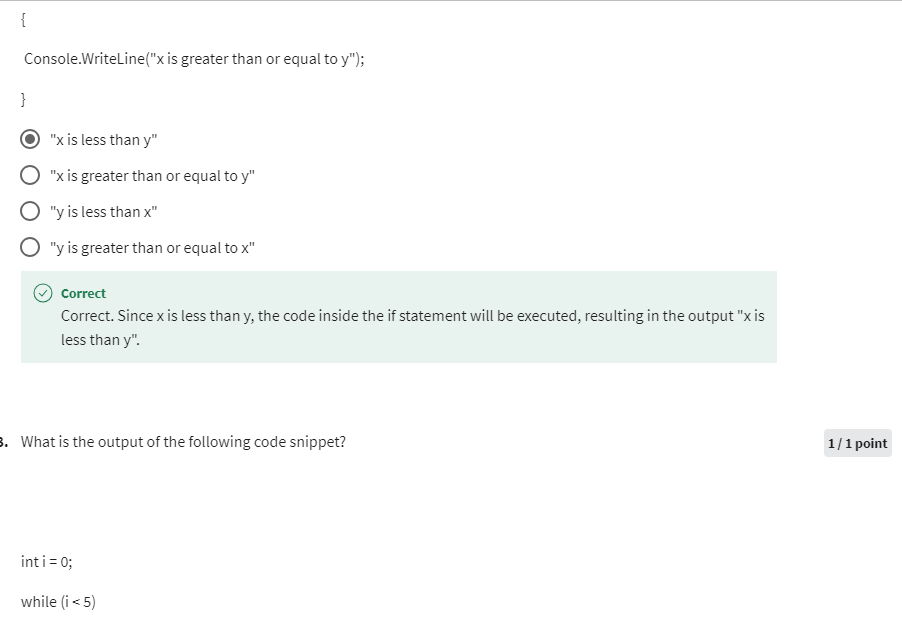 {
Console.WriteLine("x is greater than or equal to y");
}
"x is less than y"
"x is greater than or equal to y"
"y is less than x"
"y is greater than or equal to x"
Correct
Correct. Since x is less than y, the code inside the if statement will be executed, resulting in the output "x is
less than y".
3. What is the output of the following code snippet?
1 / 1 point
int i = 0;
while (i < 5)